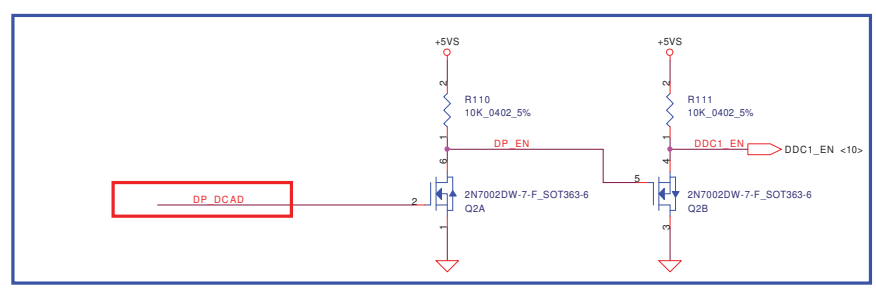 +5VS
+5VS
2
2
R110
10K_0402_5%
R111
10K_0402_5%
1
1
DP_EN
DDC1_EN
DDC1_EN <10>
6
4
5
2N7002DW-7-F_SOT363-6
Q2A
2N7002DW-7-F_SOT363-6
Q2B
DP_DCAD
2
1
3